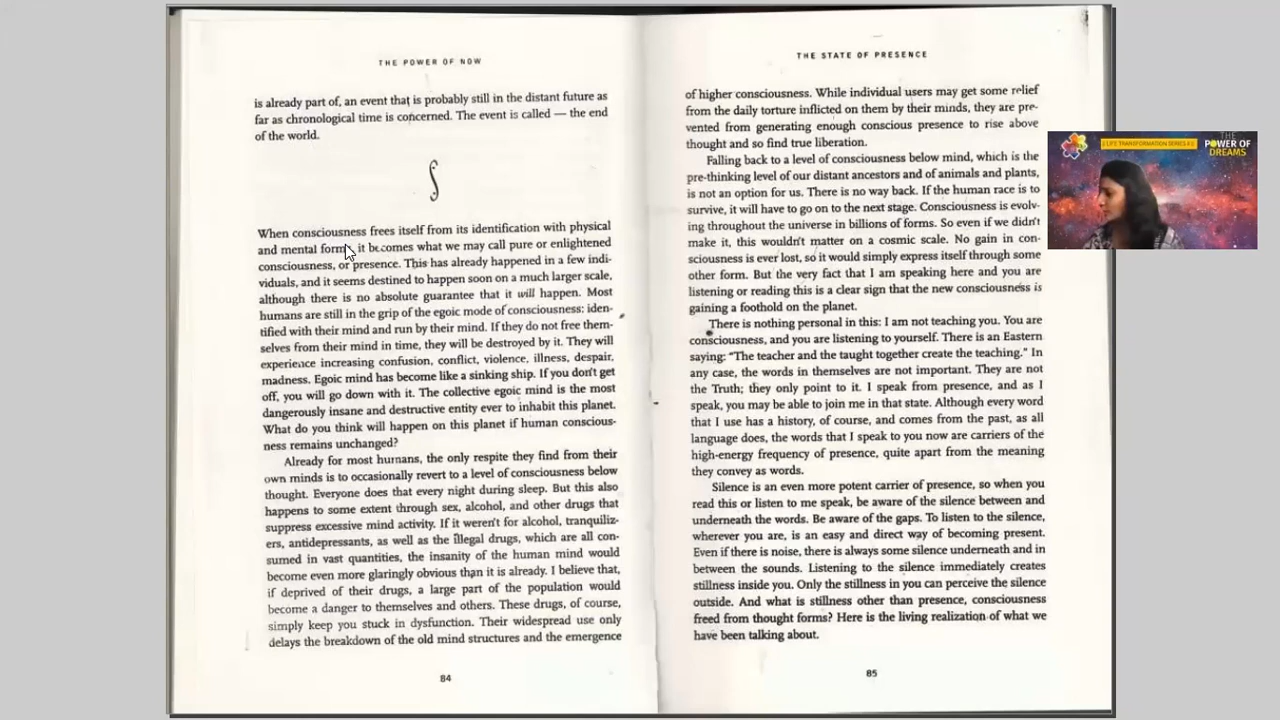 THE POWER OF NOW
is already part of, an event that is probably still in the distant future as
far as chronological time is concerned. The event is called — the end
of the world.
When consciousness frees itself from its identification with physical
and mental forms, it becomes what we may call pure or enlightened
consciousness, or presence. This has already happened in a few indi-
viduals, and it seems destined to happen soon on a much larger scale,
although there is no absolute guarantee that it will happen. Most
humans are still in the grip of the egoic mode of consciousness: iden-
tified with their mind and run by their mind. If they do not free them-
selves from their mind in time, they will be destroyed by it. They will
experience increasing confusion, conflict, violence, illness, despair,
madness. Egoic mind has become like a sinking ship. If you don't get
off, you will go down with it. The collective egoic mind is the most
dangerously insane and destructive entity ever to inhabit this planet.
What do you think will happen on this planet if human conscious-
ness remains unchanged?
Already for most humans, the only respite they find from their
own minds is to occasionally revert to a level of consciousness below
thought. Everyone does that every night during sleep. But this also
happens to some extent through sex, alcohol, and other drugs that
suppress excessive mind activity. If it weren't for alcohol, tranquiliz-
ers, antidepressants, as well as the illegal drugs, which are all con-
sumed in vast quantities, the insanity of the human mind would
become even more glaringly obvious than it is already. I believe that,
if deprived of their drugs, a large part of the population would
become a danger to themselves and others. These drugs, of course,
simply keep you stuck in dysfunction. Their widespread use only
delays the breakdown of the old mind structures and the emergence
84
THE STATE OF PRESENCE
of higher consciousness. While individual users may get some relief
from the daily torture inflicted on them by their minds, they are pre-
vented from generating enough conscious presence to rise above
thought and so find true liberation.
Falling back to a level of consciousness below mind, which is the
pre-thinking level of our distant ancestors and of animals and plants,
is not an option for us. There is no way back. If the human race is to
survive, it will have to go on to the next stage. Consciousness is evolv-
ing throughout the universe in billions of forms. So even if we didn't
make it, this wouldn't matter on a cosmic scale. No gain in con-
sciousness is ever lost, so it would simply express itself through some
other form. But the very fact that I am speaking here and you are
listening or reading this is a clear sign that the new consciousness is
gaining a foothold on the planet.
There is nothing personal in this: I am not teaching you. You are
consciousness, and you are listening to yourself. There is an Eastern
saying: "The teacher and the taught together create the teaching." In
any case, the words in themselves are not important. They are not
the Truth; they only point to it. I speak from presence, and as I
speak, you may be able to join me in that state. Although every word
that I use has a history, of course, and comes from the past, as all
language does, the words that I speak to you now are carriers of the
high-energy frequency of presence, quite apart from the meaning
they convey as words.
Silence is an even more potent carrier of presence, so when you
read this or listen to me speak, be aware of the silence between and
underneath the words. Be aware of the gaps. To listen to the silence,
wherever you are, is an easy and direct way of becoming present.
Even if there is noise, there is always some silence underneath and in
between the sounds. Listening to the silence immediately creates
stillness inside you. Only the stillness in you can perceive the silence
outside. And what is stillness other than presence, consciousness
freed from thought forms? Here is the living realization of what we
have been talking about.
85
|| LIFE TRANSFORMATION SERIES ||
THE
POWER OF
DREAMS